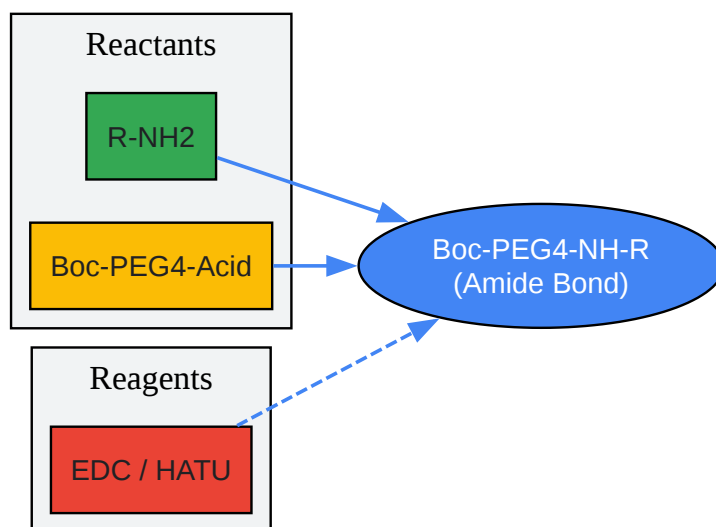 Reactants
R-NH2
Boc-PEG4-Acid
Boc-PEG4-NH-R
(Amide Bond)
Reagents
EDC / HATU